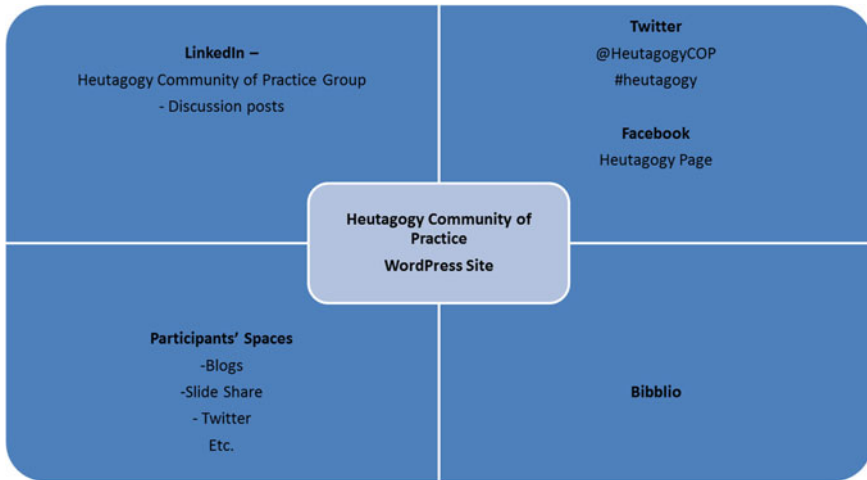 LinkedIn –
Heutagogy Community of Practice Group
- Discussion posts
Twitter
@HeutagogyCOP
#heutagogy
Facebook
Heutagogy Page
Heutagogy Community of
Practice
WordPress Site
Participants' Spaces
-Blogs
-Slide Share
- Twitter
Etc.
Bibblio